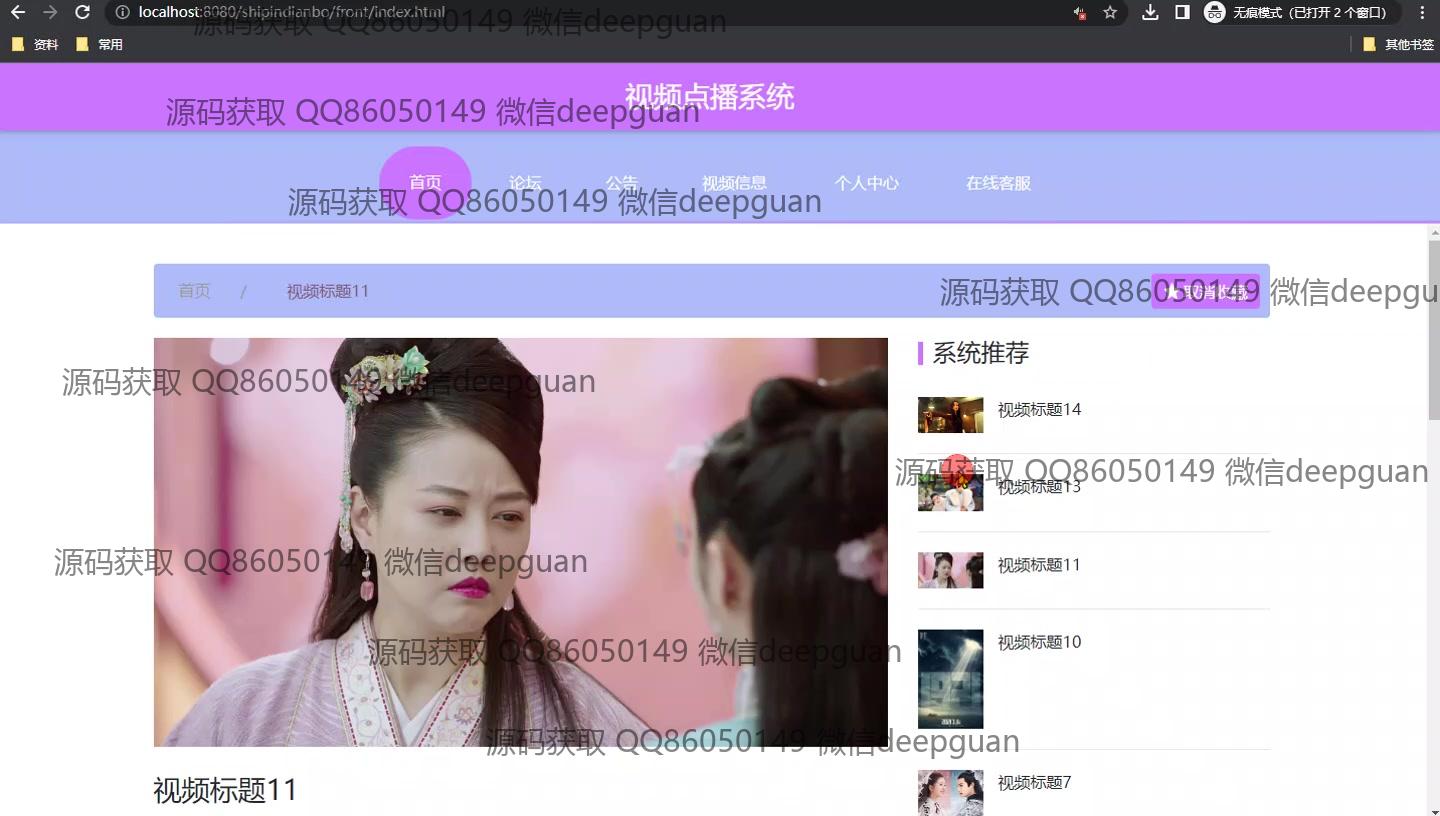 localhost:8080/shipindianbo/front/index.html
无痕模式（已打开 2 个窗口）
资料
常用
其他书签
源码获取 QQ86050149 微信deepguan
视频点播系统
源码获取 QQ86050149 微信deepguan
首页
论坛
公告
视频信息
个人中心
在线客服
源码获取 QQ86050149 微信deepguan
首页 / 视频标题11
★取消收藏
源码获取 QQ86050149 微信deepgu
系统推荐
源码获取 QQ86050149 微信deepguan
视频标题14
源码获取 QQ86050149 微信deepguan
视频标题13
源码获取 QQ86050149 微信deepguan
视频标题11
视频标题10
源码获取 QQ86050149 微信deepguan
源码获取 QQ86050149 微信deepguan
视频标题7
视频标题11